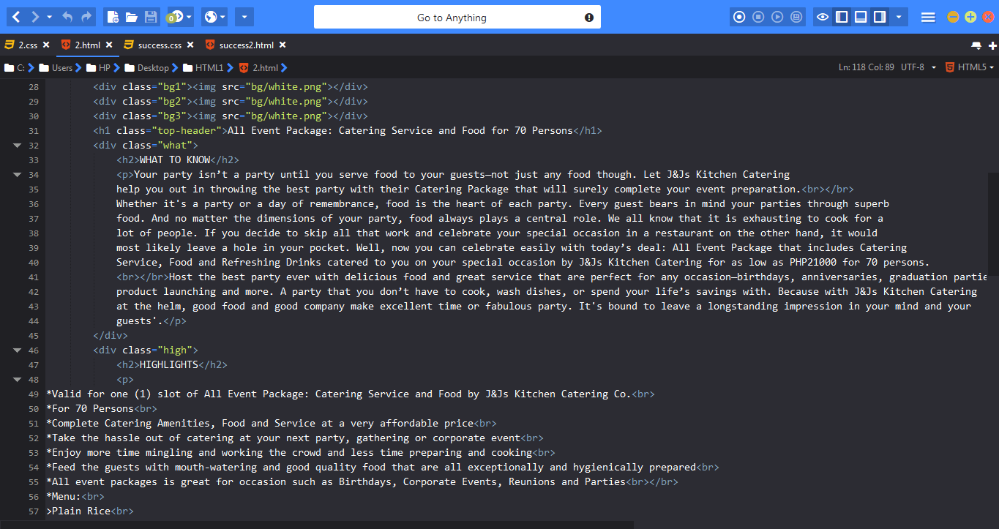 Go to Anything
0
2.css
2.html
success.css
success2.html
C: Users HP Desktop HTML1 2.html
Ln: 118 Col: 89 UTF-8 HTML5
28 <div class="bg1"><img src="bg/white.png"></div>
29 <div class="bg2"><img src="bg/white.png"></div>
30 <div class="bg3"><img src="bg/white.png"></div>
31 <h1 class="top-header">All Event Package: Catering Service and Food for 70 Persons</h1>
32 <div class="what">
33 <h2>WHAT TO KNOW</h2>
34 <p>Your party isn’t a party until you serve food to your guests—not just any food though. Let J&Js Kitchen Catering
35 help you out in throwing the best party with their Catering Package that will surely complete your event preparation.<br></br>
36 Whether it's a party or a day of remembrance, food is the heart of each party. Every guest bears in mind your parties through superb
37 food. And no matter the dimensions of your party, food always plays a central role. We all know that it is exhausting to cook for a
38 lot of people. If you decide to skip all that work and celebrate your special occasion in a restaurant on the other hand, it would
39 most likely leave a hole in your pocket. Well, now you can celebrate easily with today’s deal: All Event Package that includes Catering
40 Service, Food and Refreshing Drinks catered to you on your special occasion by J&Js Kitchen Catering for as low as PHP21000 for 70 persons.
41 <br></br>Host the best party ever with delicious food and great service that are perfect for any occasion—birthdays, anniversaries, graduation partie
42 product launching and more. A party that you don’t have to cook, wash dishes, or spend your life’s savings with. Because with J&Js Kitchen Catering
43 at the helm, good food and good company make excellent time or fabulous party. It's bound to leave a longstanding impression in your mind and your
44 guests'.</p>
45 </div>
46 <div class="high">
47 <h2>HIGHLIGHTS</h2>
48 <p>
49 *Valid for one (1) slot of All Event Package: Catering Service and Food by J&Js Kitchen Catering Co.<br>
50 *For 70 Persons<br>
51 *Complete Catering Amenities, Food and Service at a very affordable price<br>
52 *Take the hassle out of catering at your next party, gathering or corporate event<br>
53 *Enjoy more time mingling and working the crowd and less time preparing and cooking<br>
54 *Feed the guests with mouth-watering and good quality food that are all exceptionally and hygienically prepared<br>
55 *All event packages is great for occasion such as Birthdays, Corporate Events, Reunions and Parties<br></br>
56 *Menu:<br>
57 >Plain Rice<br>